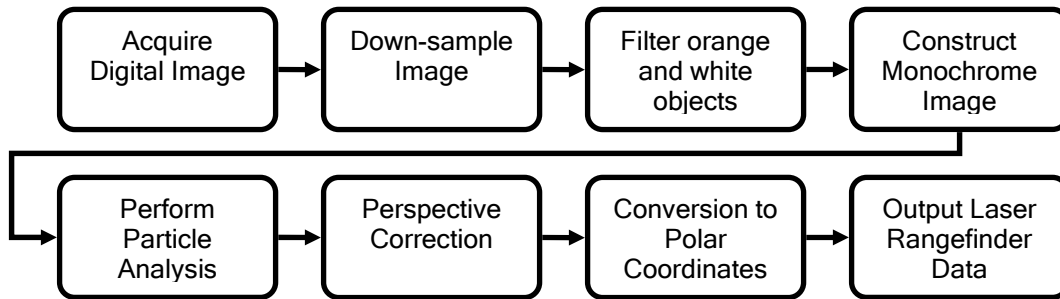 Acquire
Digital Image
Down-sample
Image
Filter orange
and white
objects
Construct
Monochrome
Image
Perform
Particle
Analysis
Perspective
Correction
Conversion to
Polar
Coordinates
Output Laser
Rangefinder
Data